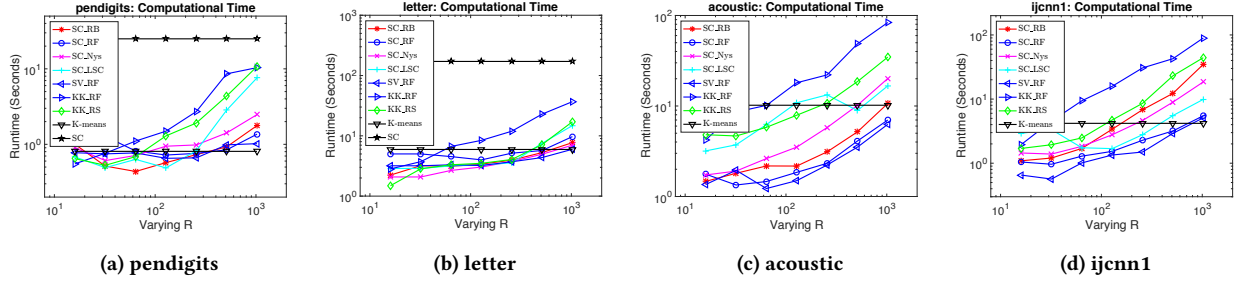 pendigits: Computational Time
Runtime (Seconds)
10^1
10^0
SC_RB
SC_RF
SC_Nys
SC_LSC
SV_RF
KK_RF
KK_RS
K-means
SC
10^1
10^2
10^3
Varying R
(a) pendigits
letter: Computational Time
Runtime (Seconds)
10^3
10^2
10^1
10^0
SC_RB
SC_RF
SC_Nys
SC_LSC
SV_RF
KK_RF
KK_RS
K-means
SC
10^1
10^2
10^3
Varying R
(b) letter
acoustic: Computational Time
Runtime (Seconds)
10^2
10^1
10^0
SC_RB
SC_RF
SC_Nys
SC_LSC
SV_RF
KK_RF
KK_RS
K-means
10^1
10^2
10^3
Varying R
(c) acoustic
ijcnn1: Computational Time
Runtime (Seconds)
10^2
10^1
10^0
SC_RB
SC_RF
SC_Nys
SC_LSC
SV_RF
KK_RF
KK_RS
K-means
10^1
10^2
10^3
Varying R
(d) ijcnn1